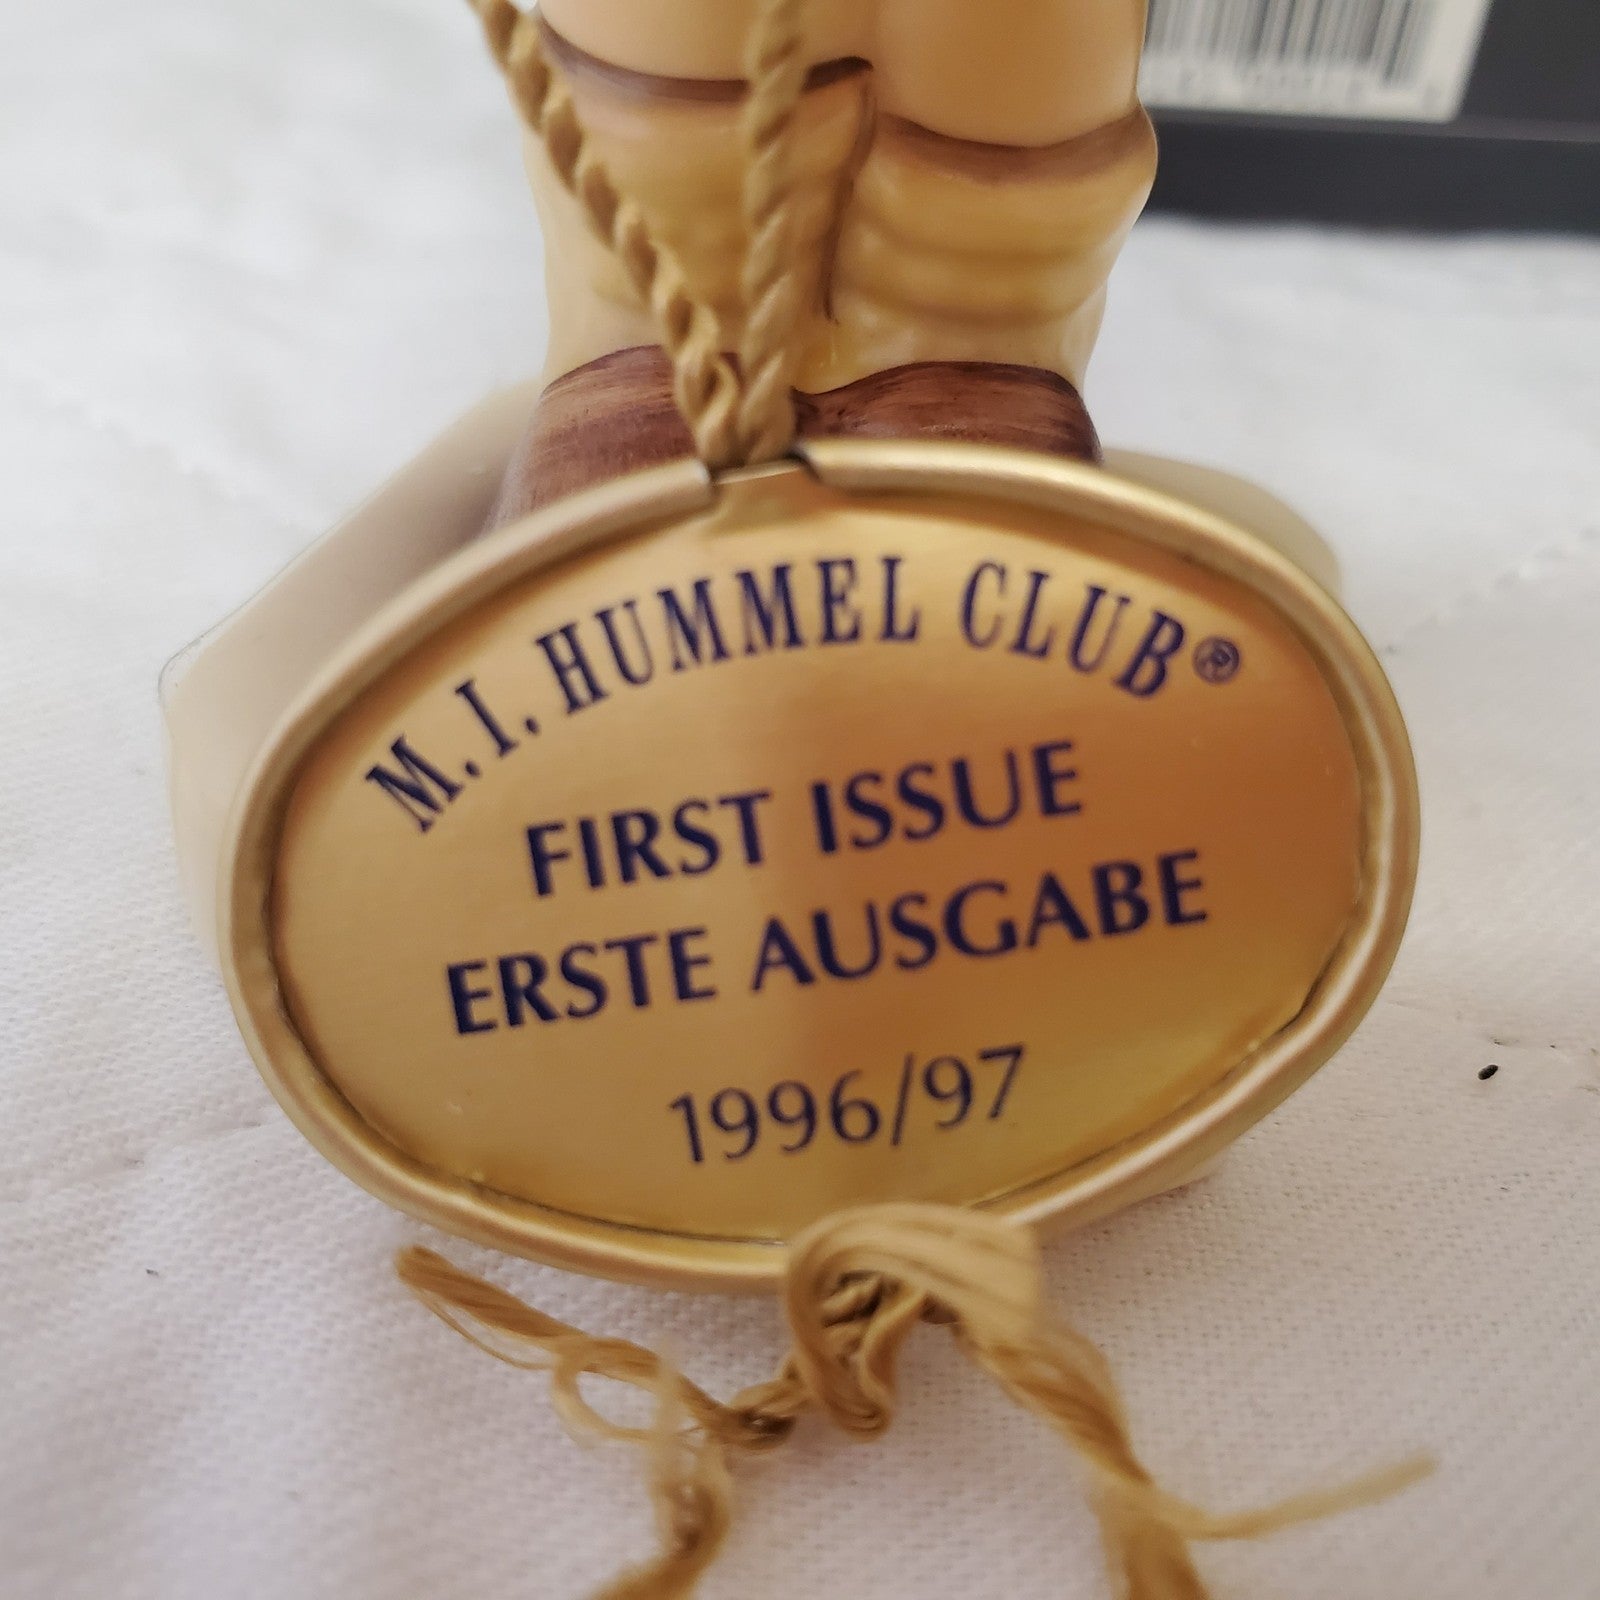 M. I. HUMMEL CLUB®
FIRST ISSUE
ERSTE AUSGABE
1996/97